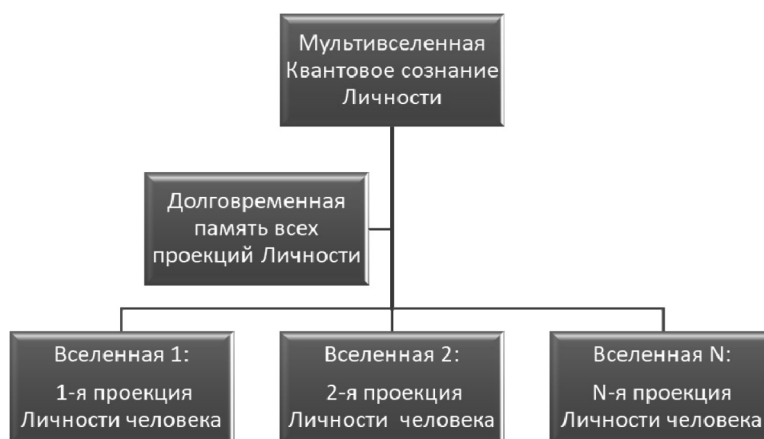 Мультивселенная
Квантовое сознание
Личности
Долговременная
память всех
проекций Личности
Вселенная 1:
1-я проекция
Личности человека
Вселенная 2:
2-я проекция
Личности человека
Вселенная N:
N-я проекция
Личности человека